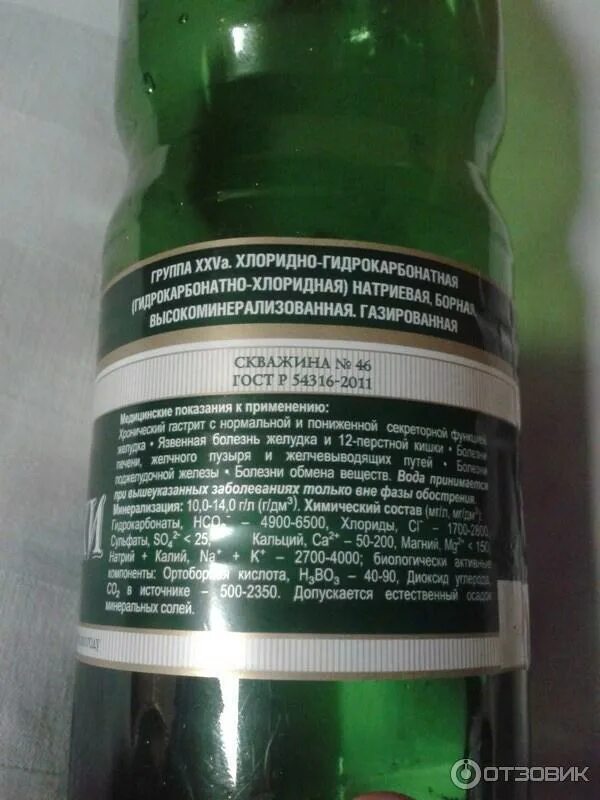 ГРУППА XXVa. ХЛОРИДНО-ГИДРОКАРБОНАТНАЯ
(ГИДРОКАРБОНАТНО-ХЛОРИДНАЯ) НАТРИЕВАЯ, БОРНАЯ,
ВЫСОКОМИНЕРАЛИЗОВАННАЯ. ГАЗИРОВАННАЯ
СКВАЖИНА № 46
ГОСТ Р 54316-2011
Медицинские показания к применению:
Хронический гастрит с нормальной и пониженной секреторной функцией
желудка • Язвенная болезнь желудка и 12-перстной кишки • Болезни
печени, желчного пузыря и желчевыводящих путей • Болезни
поджелудочной железы • Болезни обмена веществ. Вода принимается
при вышеуказанных заболеваниях только вне фазы обострения.
Минерализация: 10,0-14,0 г/л (г/дм³). Химический состав (мг/л, мг/дм³):
Гидрокарбонаты, HCO₃⁻ – 4900-6500, Хлориды, Cl⁻ – 1700-2800,
Сульфаты, SO₄²⁻ < 25, Кальций, Ca²⁺ – 50-200, Магний, Mg²⁺ < 150,
Натрий + Калий, Na⁺ + K⁺ – 2700-4000; биологически активные
компоненты: Ортоборная кислота, H₃BO₃ – 40-90, Диоксид углерода,
CO₂ в источнике – 500-2350. Допускается естественный осадок
минеральных солей.
И
ОТЗОВИК